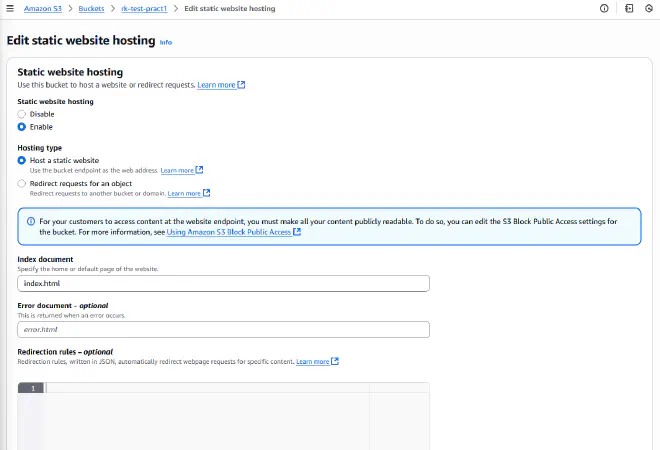 Amazon S3 > Buckets > rk-test-pract1 > Edit static website hosting
Edit static website hosting Info
Static website hosting
Use this bucket to host a website or redirect requests. Learn more
Static website hosting
Disable
Enable
Hosting type
Host a static website
Use the bucket endpoint as the web address. Learn more
Redirect requests for an object
Redirect requests to another bucket or domain. Learn more
For your customers to access content at the website endpoint, you must make all your content publicly readable. To do so, you can edit the S3 Block Public Access settings for
the bucket. For more information, see Using Amazon S3 Block Public Access
Index document
Specify the home or default page of the website.
index.html
Error document – optional
This is returned when an error occurs.
error.html
Redirection rules – optional
Redirection rules, written in JSON, automatically redirect webpage requests for specific content. Learn more
1